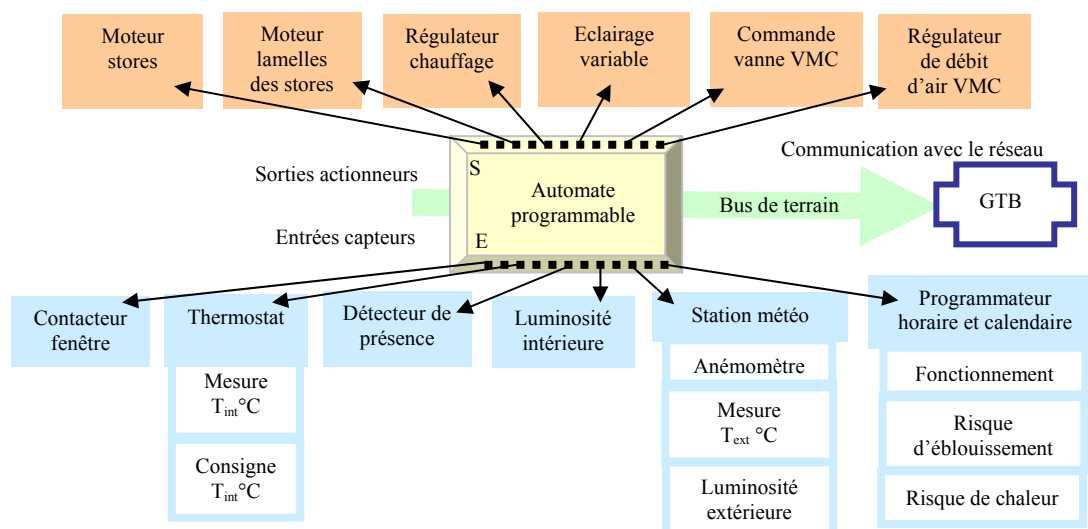 Moteur
stores
Moteur
lamelles
des stores
Régulateur
chauffage
Eclairage
variable
Commande
vanne VMC
Régulateur
de débit
d'air VMC
Communication avec le réseau
Sorties actionneurs
S
Automate
programmable
Bus de terrain
GTB
Entrées capteurs
E
Contacteur
fenêtre
Thermostat
Mesure
T_int°C
Consigne
T_int°C
Détecteur de
présence
Luminosité
intérieure
Station météo
Anémomètre
Mesure
T_ext °C
Luminosité
extérieure
Programmateur
horaire et calendaire
Fonctionnement
Risque
d'éblouissement
Risque de chaleur